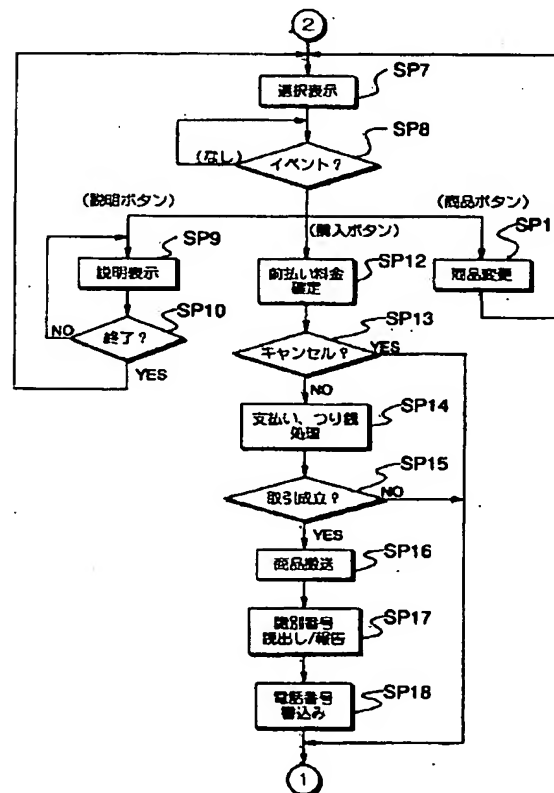 2
SP7
選択表示
SP8
(なし)
イベント?
(説明ボタン)
(購入ボタン)
(商品ボタン)
SP9
説明表示
SP12
前払い料金
確定
SP1
商品変更
SP10
NO
終了?
YES
SP13
キャンセル?
YES
NO
SP14
支払い、つり銭
処理
SP15
取引成立?
NO
YES
SP16
商品搬送
SP17
識別番号
読出し/報告
SP18
電話番号
書込み
1